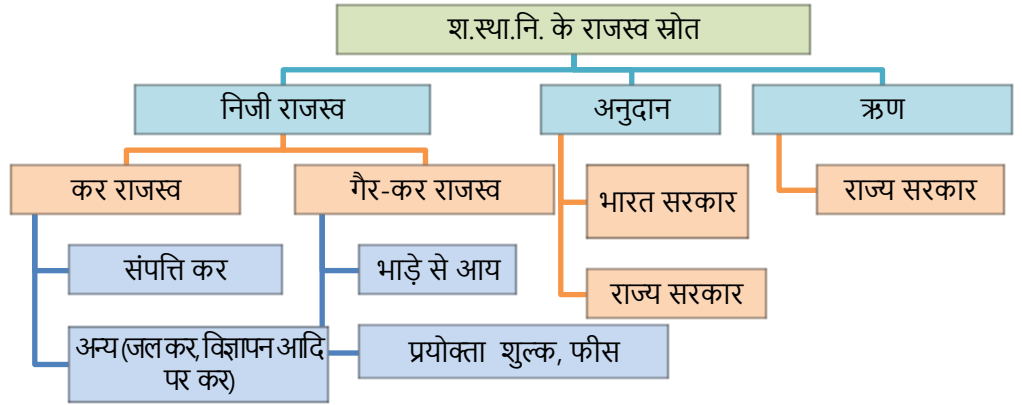 श.स्था.नि. के राजस्व स्रोत
निजी राजस्व
अनुदान
ऋण
कर राजस्व
गैर-कर राजस्व
भारत सरकार
राज्य सरकार
संपत्ति कर
भाड़े से आय
राज्य सरकार
अन्य (जल कर, विज्ञापन आदि
पर कर)
प्रयोक्ता शुल्क, फीस